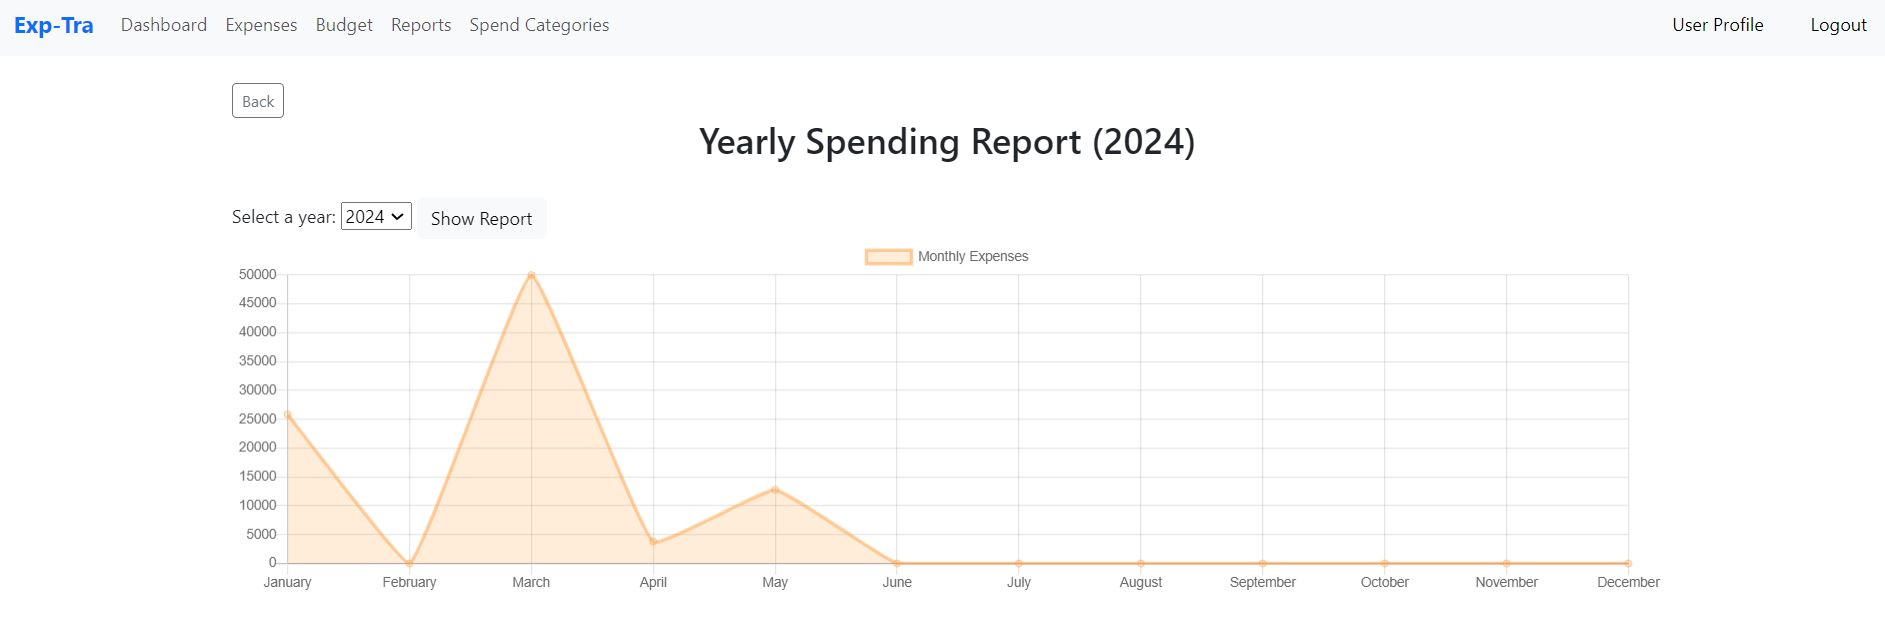 Exp-Tra Dashboard Expenses Budget Reports Spend Categories User Profile Logout
Back
Yearly Spending Report (2024)
Select a year: 2024 Show Report
Monthly Expenses
50000
45000
40000
35000
30000
25000
20000
15000
10000
5000
0
January February March April May June July August September October November December